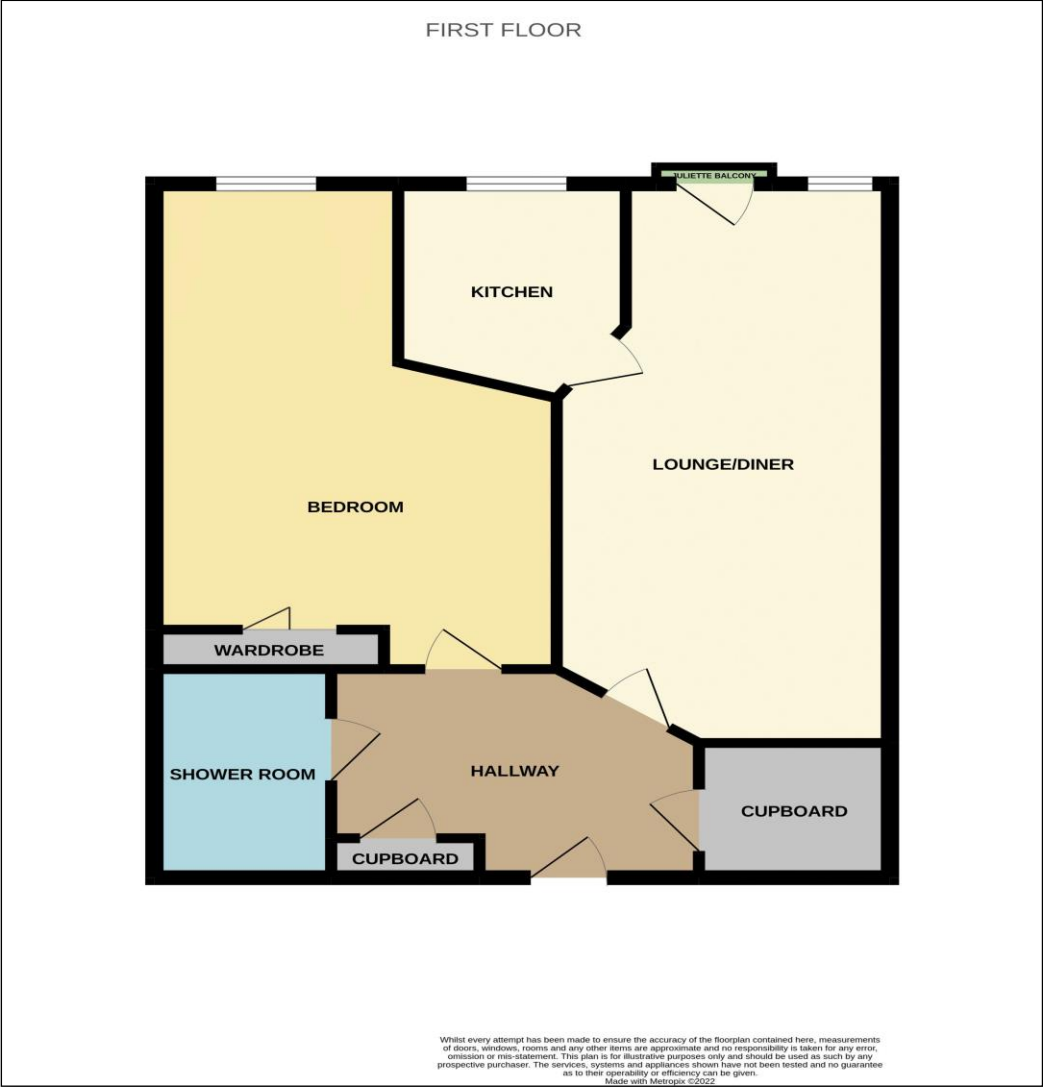 FIRST FLOOR
JULIETTE BALCONY
KITCHEN
LOUNGE/DINER
BEDROOM
WARDROBE
SHOWER ROOM
HALLWAY
CUPBOARD
CUPBOARD
Whilst every attempt has been made to ensure the accuracy of the floorplan contained here, measurements
of doors, windows, rooms and any other items are approximate and no responsibility is taken for any error,
omission or mis-statement. This plan is for illustrative purposes only and should be used as such by any
prospective purchaser. The services, systems and appliances shown have not been tested and no guarantee
as to their operability or efficiency can be given.
Made with Metropix ©2022